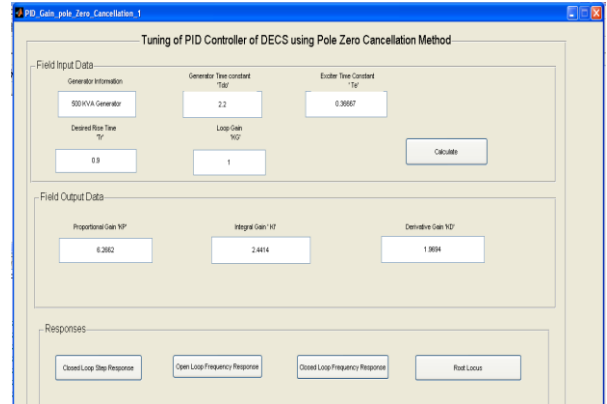 PID_Gain_pole_Zero_Cancellation_1
Tuning of PID Controller of DECS using Pole Zero Cancellation Method
Field Input Data
Generator Information
Generator Time constant
'Tdo'
Exciter Time Constant
'Te'
500 KVA Generator
2.2
0.36667
Desired Rise Time
'Tr'
Loop Gain
'KG'
0.9
1
Calculate
Field Output Data
Proportional Gain 'KP'
Integral Gain ' KI'
Derivative Gain 'KD'
6.2662
2.4414
1.9694
Responses
Closed Loop Step Response
Open Loop Frequency Response
Closed Loop Frequency Response
Root Locus